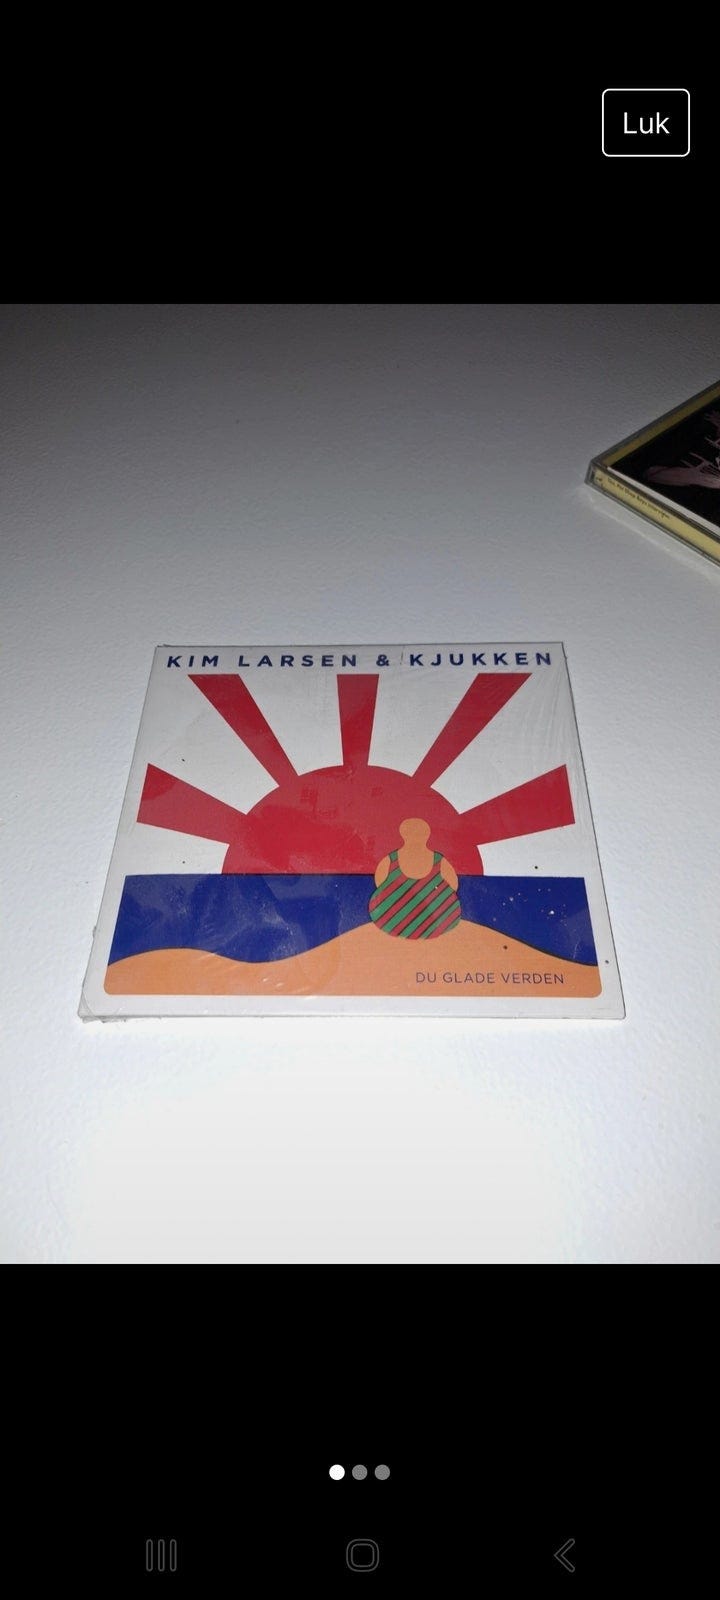 Luk
KIM LARSEN & KJUKKEN
DU GLADE VERDEN